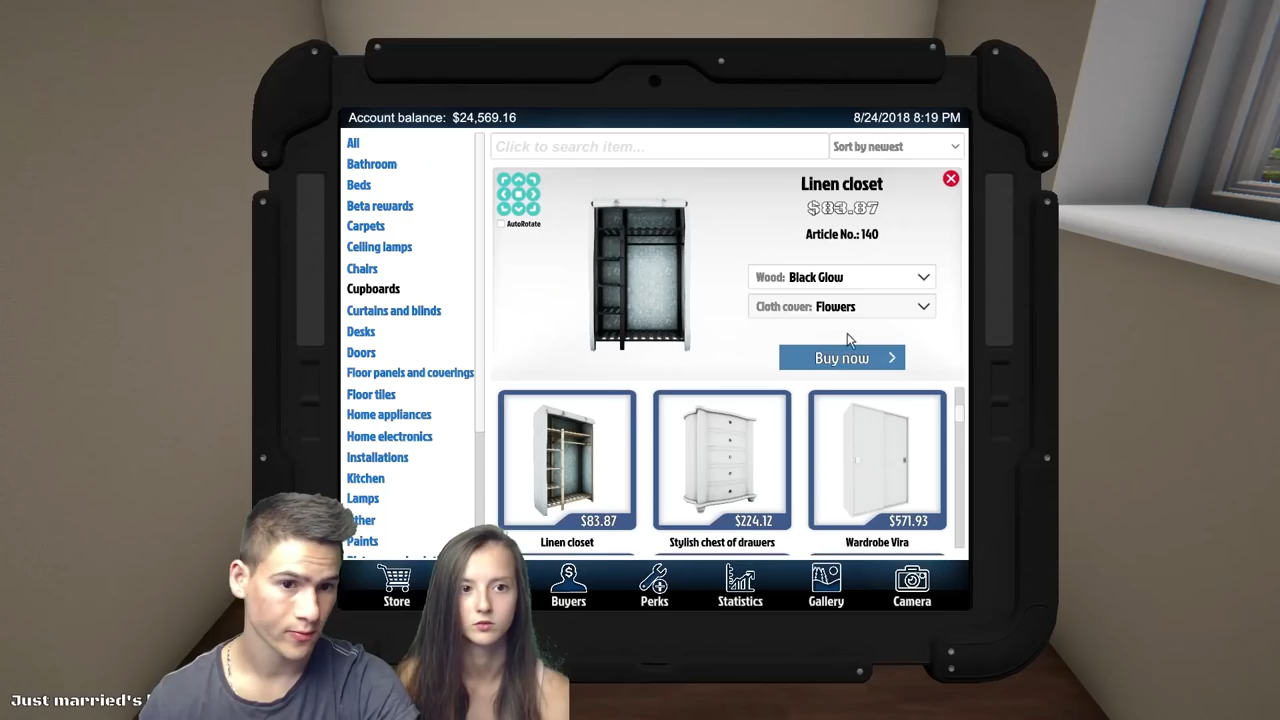 Account balance: $24,569.16
8/24/2018 8:19 PM
All
Bathroom
Beds
Beta rewards
Carpets
Ceiling lamps
Chairs
Cupboards
Curtains and blinds
Desks
Doors
Floor panels and coverings
Floor tiles
Home appliances
Home electronics
Installations
Kitchen
Lamps
ther
Paints
Click to search item...
Sort by newest
AutoRotate
Linen closet
$83.87
Article No.: 140
Wood: Black Glow
Cloth cover: Flowers
Buy now
$83.87
$224.12
$571.93
Linen closet
Stylish chest of drawers
Wardrobe Vira
Store
Buyers
Perks
Statistics
Gallery
Camera
Just married's